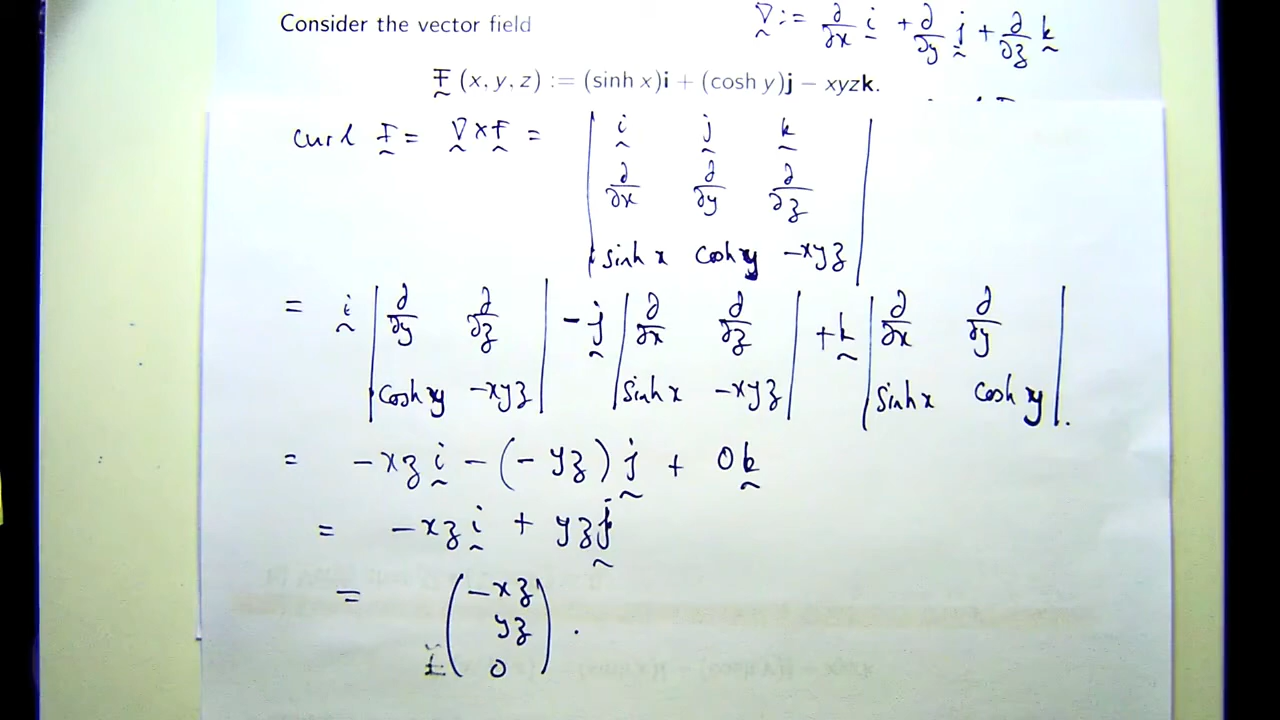 Consider the vector field
∇ := ∂/∂x i + ∂/∂y j + ∂/∂z k
F (x, y, z) := (sinh x)i + (cosh y)j − xyzk.
curl F = ∇ × F = | i j k |
| ∂/∂x ∂/∂y ∂/∂z |
| sinh x cosh y −xyz |
= i | ∂/∂y ∂/∂z | − j | ∂/∂x ∂/∂z | + k | ∂/∂x ∂/∂y |
| cosh y −xyz | | sinh x −xyz | | sinh x cosh y | .
= −xz i − (−yz) j + 0k
= −xz i + yz j
= ( −xz
yz
0 ) .